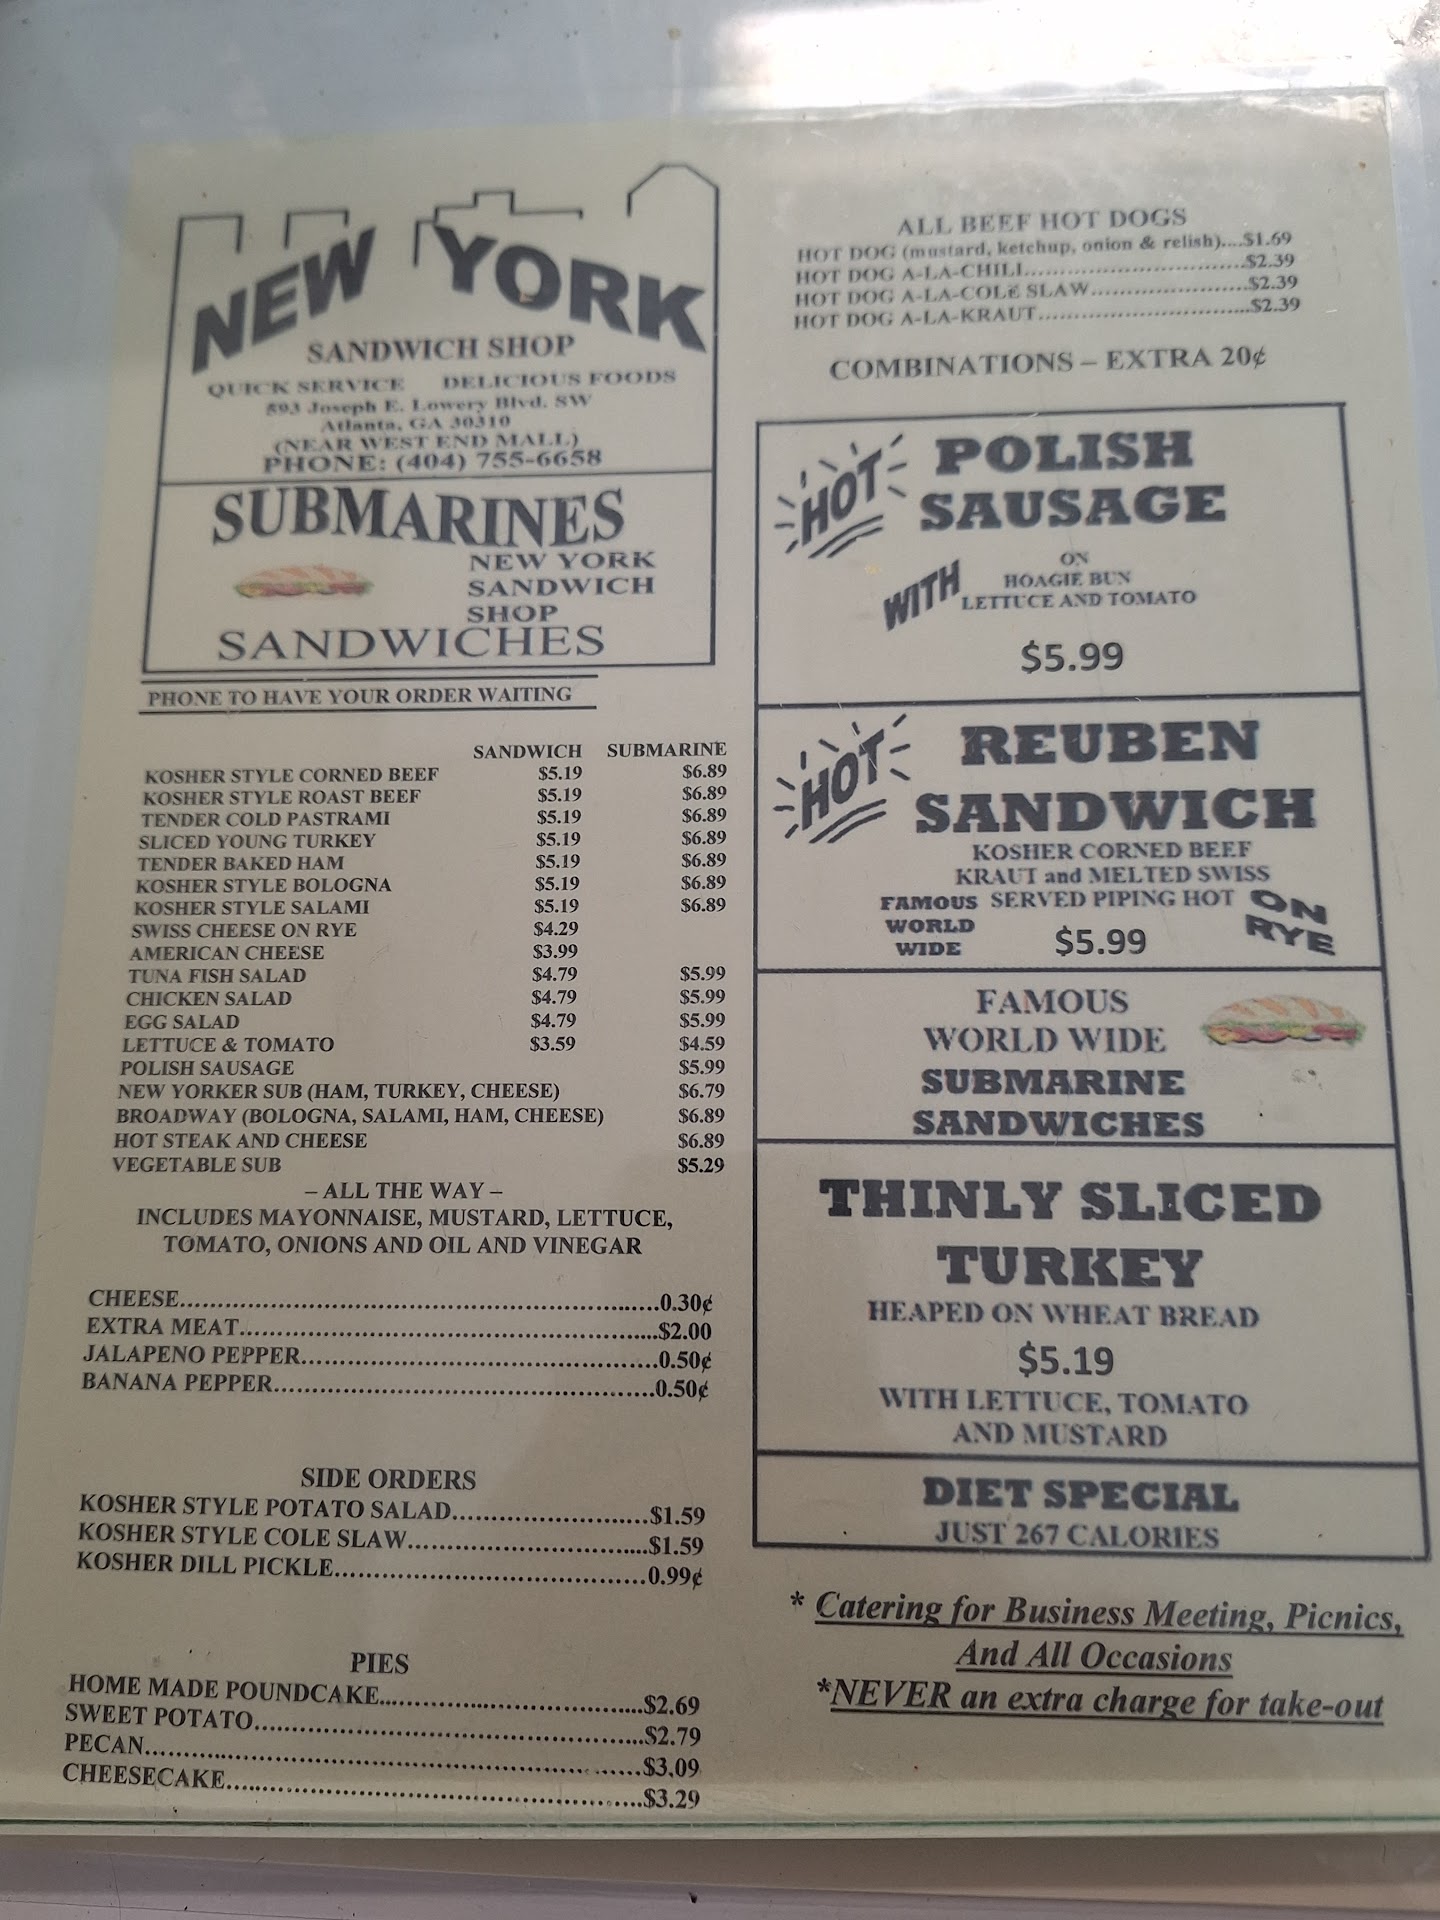 NEW YORK
SANDWICH SHOP
QUICK SERVICE DELICIOUS FOODS
593 Joseph E. Lowery Blvd. SW
Atlanta, GA 30310
(NEAR WEST END MALL)
PHONE: (404) 755-6658
SUBMARINES
NEW YORK
SANDWICH
SHOP
SANDWICHES
PHONE TO HAVE YOUR ORDER WAITING
SANDWICH SUBMARINE
KOSHER STYLE CORNED BEEF $5.19 $6.89
KOSHER STYLE ROAST BEEF $5.19 $6.89
TENDER COLD PASTRAMI $5.19 $6.89
SLICED YOUNG TURKEY $5.19 $6.89
TENDER BAKED HAM $5.19 $6.89
KOSHER STYLE BOLOGNA $5.19 $6.89
KOSHER STYLE SALAMI $5.19 $6.89
SWISS CHEESE ON RYE $4.29
AMERICAN CHEESE $3.99
TUNA FISH SALAD $4.79 $5.99
CHICKEN SALAD $4.79 $5.99
EGG SALAD $4.79 $5.99
LETTUCE & TOMATO $3.59 $4.59
POLISH SAUSAGE $5.99
NEW YORKER SUB (HAM, TURKEY, CHEESE) $6.79
BROADWAY (BOLOGNA, SALAMI, HAM, CHEESE) $6.89
HOT STEAK AND CHEESE $6.89
VEGETABLE SUB $5.29
– ALL THE WAY –
INCLUDES MAYONNAISE, MUSTARD, LETTUCE,
TOMATO, ONIONS AND OIL AND VINEGAR
CHEESE..........0.30¢
EXTRA MEAT..........$2.00
JALAPENO PEPPER..........0.50¢
BANANA PEPPER..........0.50¢
SIDE ORDERS
KOSHER STYLE POTATO SALAD..........$1.59
KOSHER STYLE COLE SLAW..........$1.59
KOSHER DILL PICKLE..........0.99¢
PIES
HOME MADE POUNDCAKE..........$2.69
SWEET POTATO..........$2.79
PECAN..........$3.09
CHEESECAKE..........$3.29
ALL BEEF HOT DOGS
HOT DOG (mustard, ketchup, onion & relish)....$1.69
HOT DOG A-LA-CHILI..........$2.39
HOT DOG A-LA-COLE SLAW..........$2.39
HOT DOG A-LA-KRAUT..........$2.39
COMBINATIONS – EXTRA 20¢
HOT POLISH
SAUSAGE
WITH
ON
HOAGIE BUN
LETTUCE AND TOMATO
$5.99
HOT REUBEN
SANDWICH
KOSHER CORNED BEEF
KRAUT and MELTED SWISS
SERVED PIPING HOT
FAMOUS
WORLD
WIDE
ON
RYE
$5.99
FAMOUS
WORLD WIDE
SUBMARINE
SANDWICHES
THINLY SLICED
TURKEY
HEAPED ON WHEAT BREAD
$5.19
WITH LETTUCE, TOMATO
AND MUSTARD
DIET SPECIAL
JUST 267 CALORIES
* Catering for Business Meeting, Picnics,
And All Occasions
*NEVER an extra charge for take-out